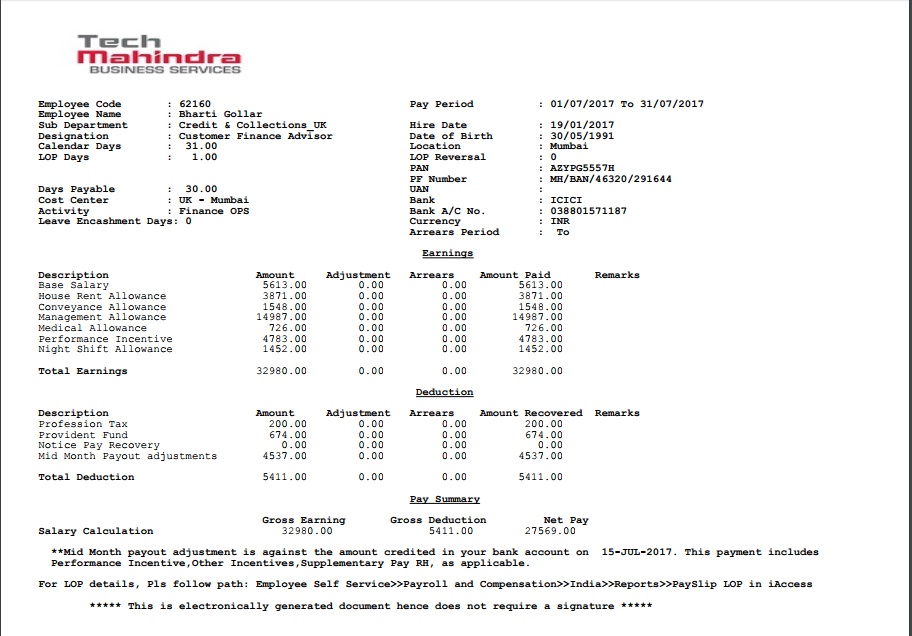 Tech
Mahindra
BUSINESS SERVICES
Employee Code : 62160 Pay Period : 01/07/2017 To 31/07/2017
Employee Name : Bharti Gollar
Sub Department : Credit & Collections_UK Hire Date : 19/01/2017
Designation : Customer Finance Advisor Date of Birth : 30/05/1991
Calendar Days : 31.00 Location : Mumbai
LOP Days : 1.00 LOP Reversal : 0
PAN : AZYPG5557H
PF Number : MH/BAN/46320/291644
Days Payable : 30.00 UAN :
Cost Center : UK - Mumbai Bank : ICICI
Activity : Finance OPS Bank A/C No. : 038801571187
Leave Encashment Days: 0 Currency : INR
Arrears Period : To
Earnings
Description Amount Adjustment Arrears Amount Paid Remarks
Base Salary 5613.00 0.00 0.00 5613.00
House Rent Allowance 3871.00 0.00 0.00 3871.00
Conveyance Allowance 1548.00 0.00 0.00 1548.00
Management Allowance 14987.00 0.00 0.00 14987.00
Medical Allowance 726.00 0.00 0.00 726.00
Performance Incentive 4783.00 0.00 0.00 4783.00
Night Shift Allowance 1452.00 0.00 0.00 1452.00
Total Earnings 32980.00 0.00 0.00 32980.00
Deduction
Description Amount Adjustment Arrears Amount Recovered Remarks
Profession Tax 200.00 0.00 0.00 200.00
Provident Fund 674.00 0.00 0.00 674.00
Notice Pay Recovery 0.00 0.00 0.00 0.00
Mid Month Payout adjustments 4537.00 0.00 0.00 4537.00
Total Deduction 5411.00 0.00 0.00 5411.00
Pay Summary
Gross Earning Gross Deduction Net Pay
Salary Calculation 32980.00 5411.00 27569.00
**Mid Month payout adjustment is against the amount credited in your bank account on 15-JUL-2017. This payment includes
Performance Incentive,Other Incentives,Supplementary Pay RH, as applicable.
For LOP details, Pls follow path: Employee Self Service>>Payroll and Compensation>>India>>Reports>>PaySlip LOP in iAccess
***** This is electronically generated document hence does not require a signature *****